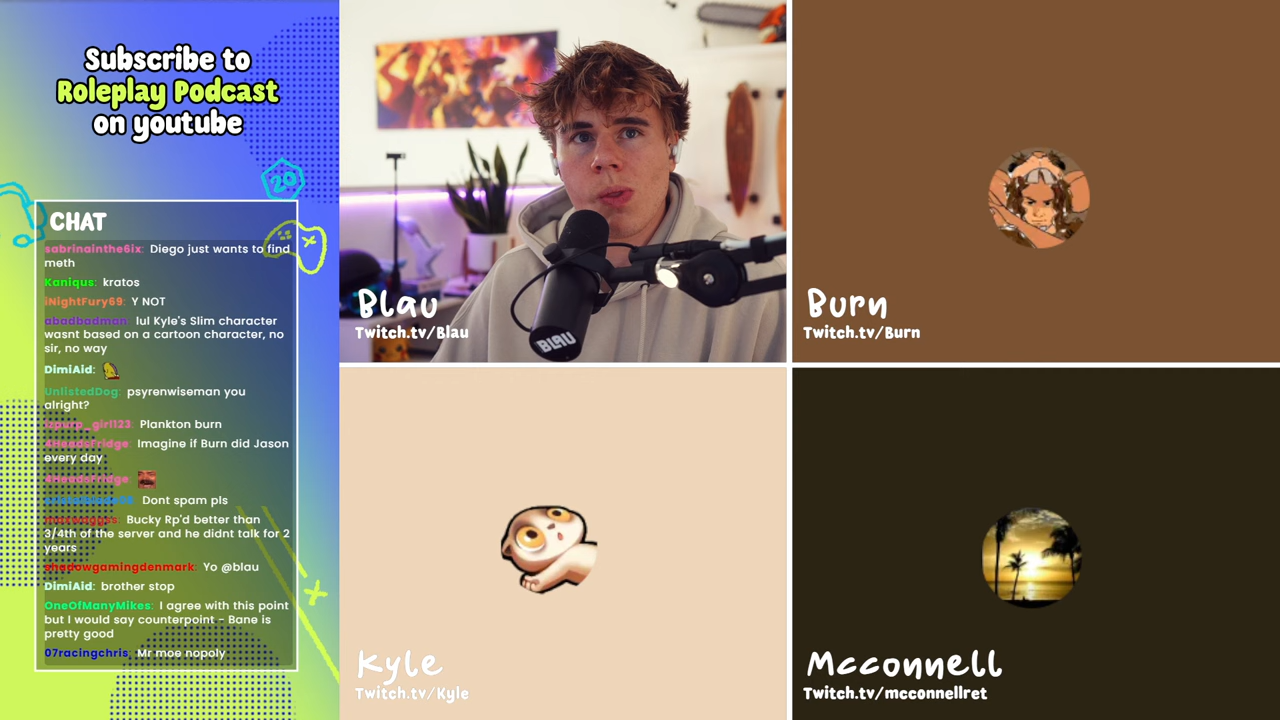 Subscribe to
Roleplay Podcast
on youtube
20
CHAT
sabrinainthe6ix: Diego just wants to find
meth
Kaniqus: kratos
iNightFury69: Y NOT
abadbadman: lul Kyle's Slim character
wasnt based on a cartoon character, no
sir, no way
DimiAid:
UnlistedDog: psyrenwiseman you
alright?
girl123: Plankton burn
4HeadsFridge: Imagine if Burn did Jason
every day
4HeadsFridge:
Dont spam pls
Bucky Rp'd better than
3/4th of the server and he didnt talk for 2
years
shadowgamingdenmark: Yo @blau
DimiAid: brother stop
OneOfManyMikes: I agree with this point
but I would say counterpoint - Bane is
pretty good
07racingchris: Mr moe nopoly
BLAU
Blau
Twitch.tv/Blau
Burn
Twitch.tv/Burn
Kyle
Twitch.tv/Kyle
Mcconnell
Twitch.tv/mcconnellret